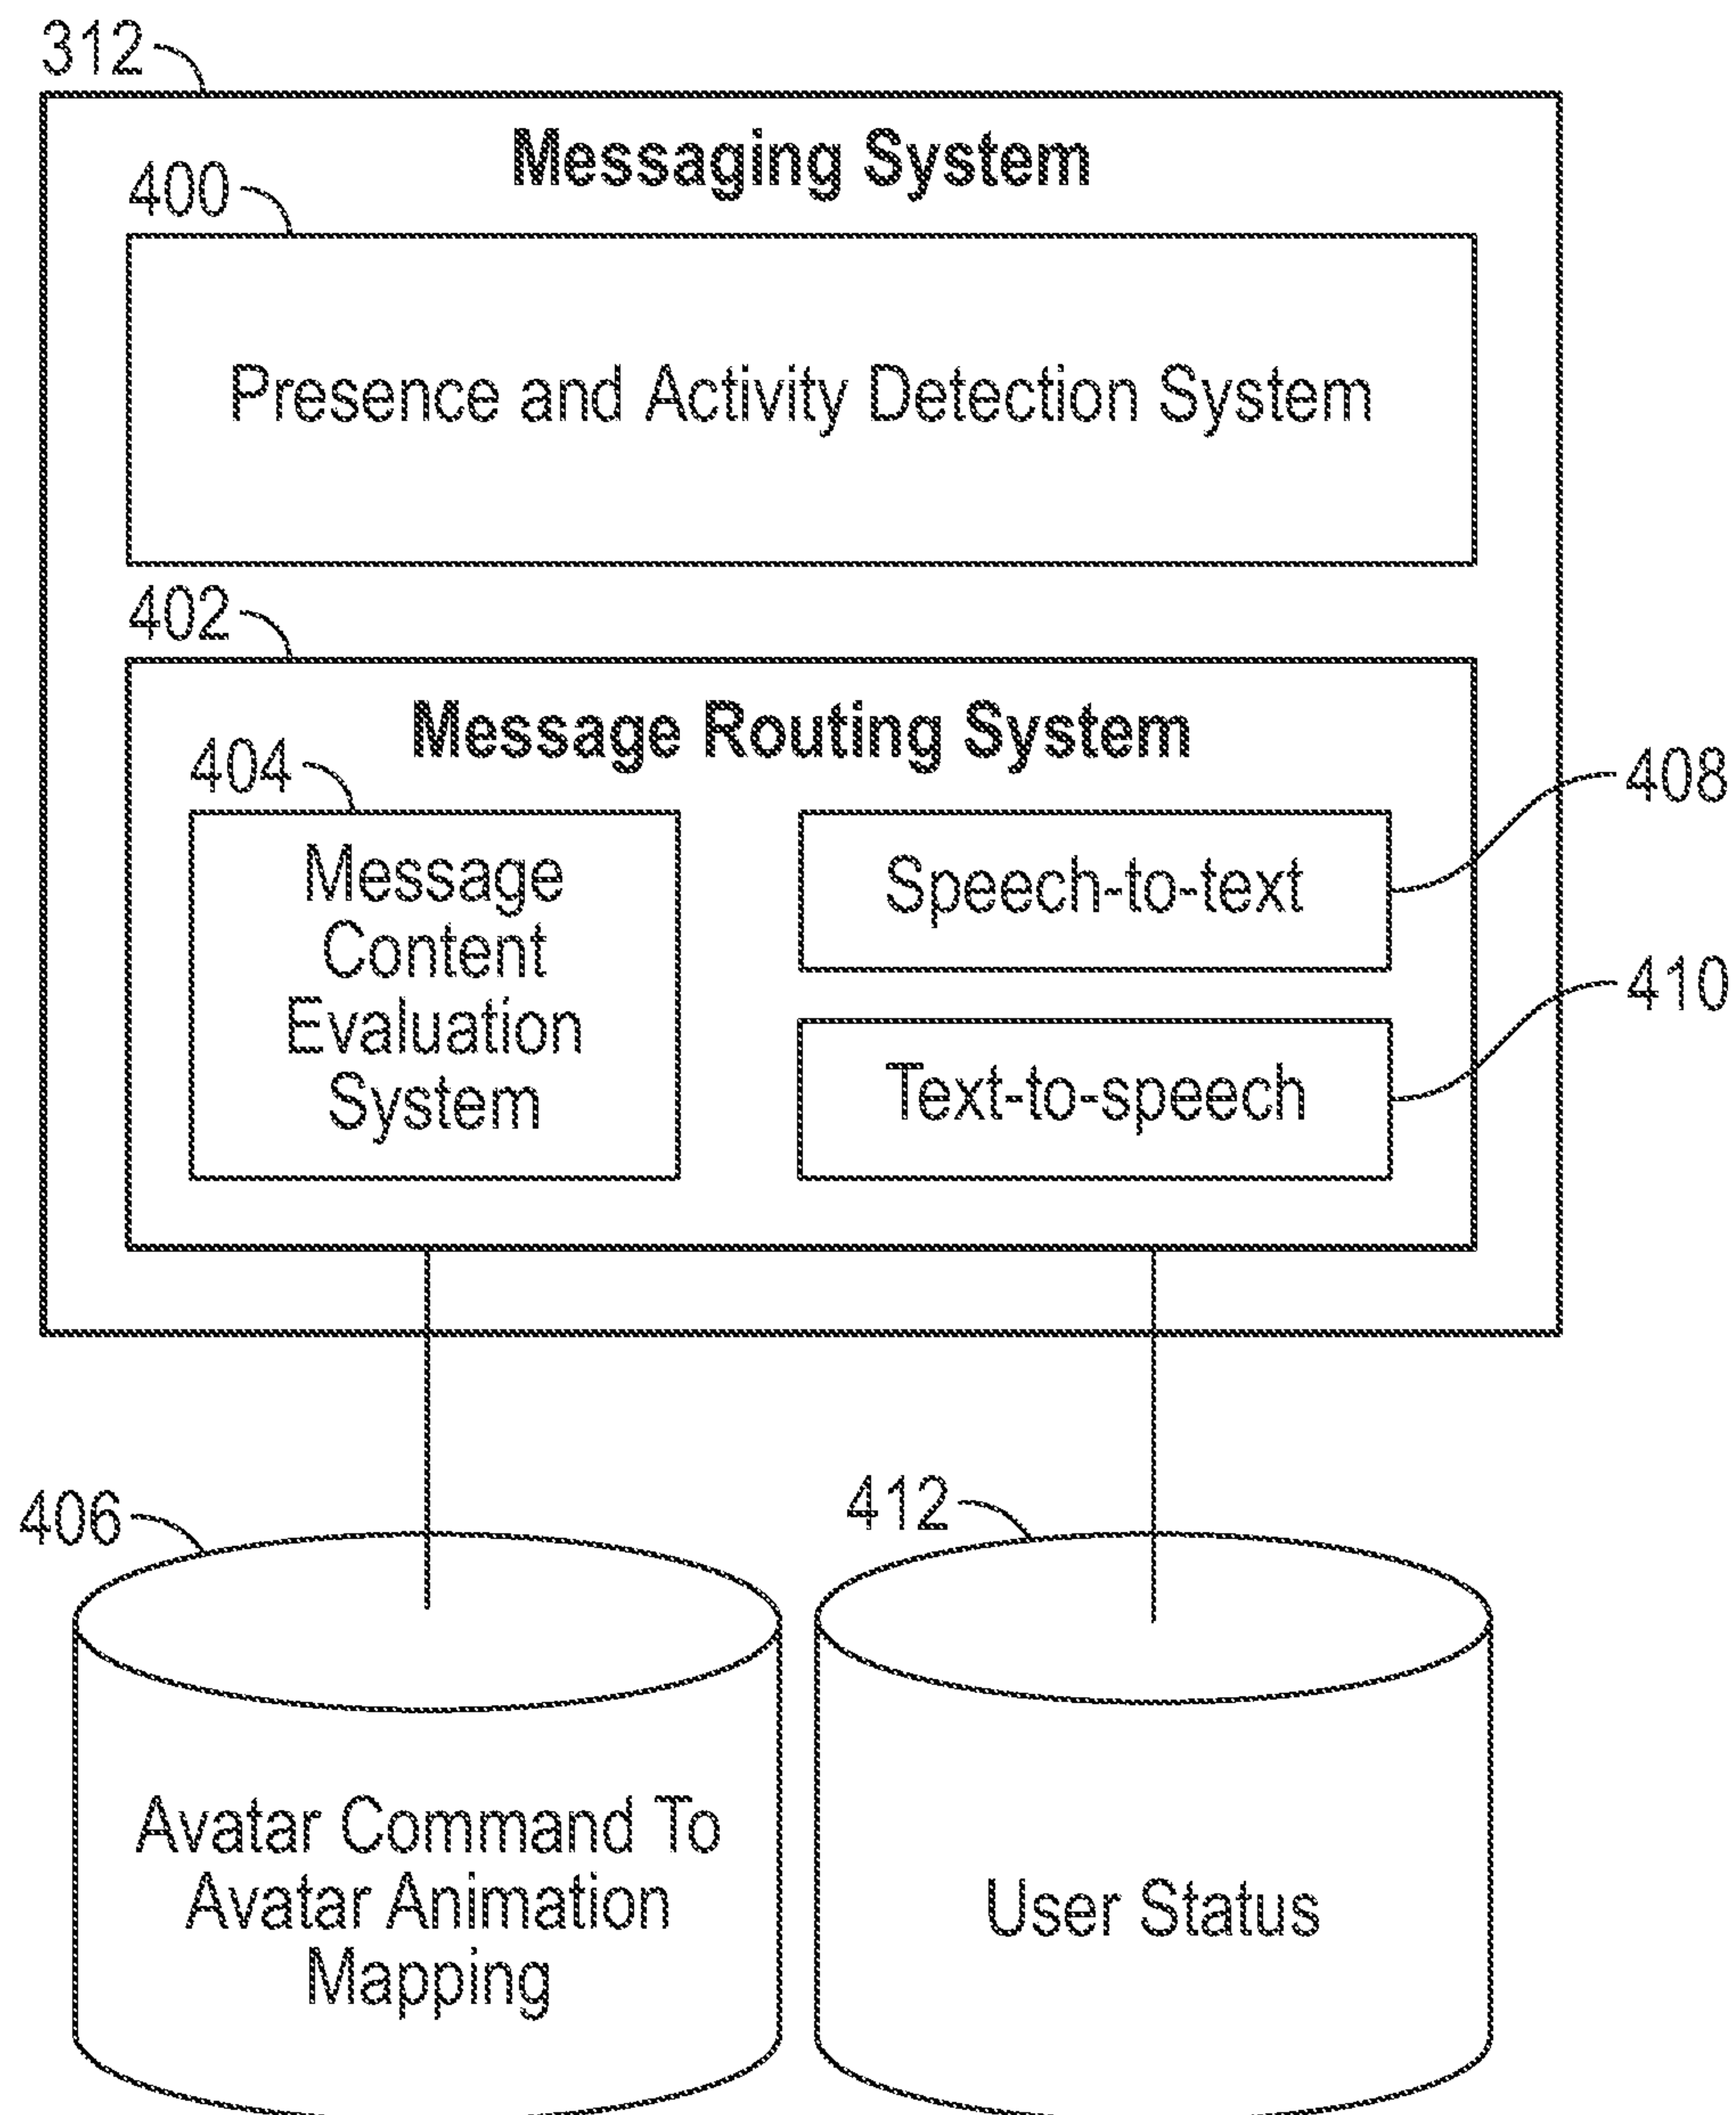 312
Messaging System
400
Presence and Activity Detection System
402
Message Routing System
404
Message
Content
Evaluation
System
Speech-to-text
408
Text-to-speech
410
406
Avatar Command To
Avatar Animation
Mapping
412
User Status